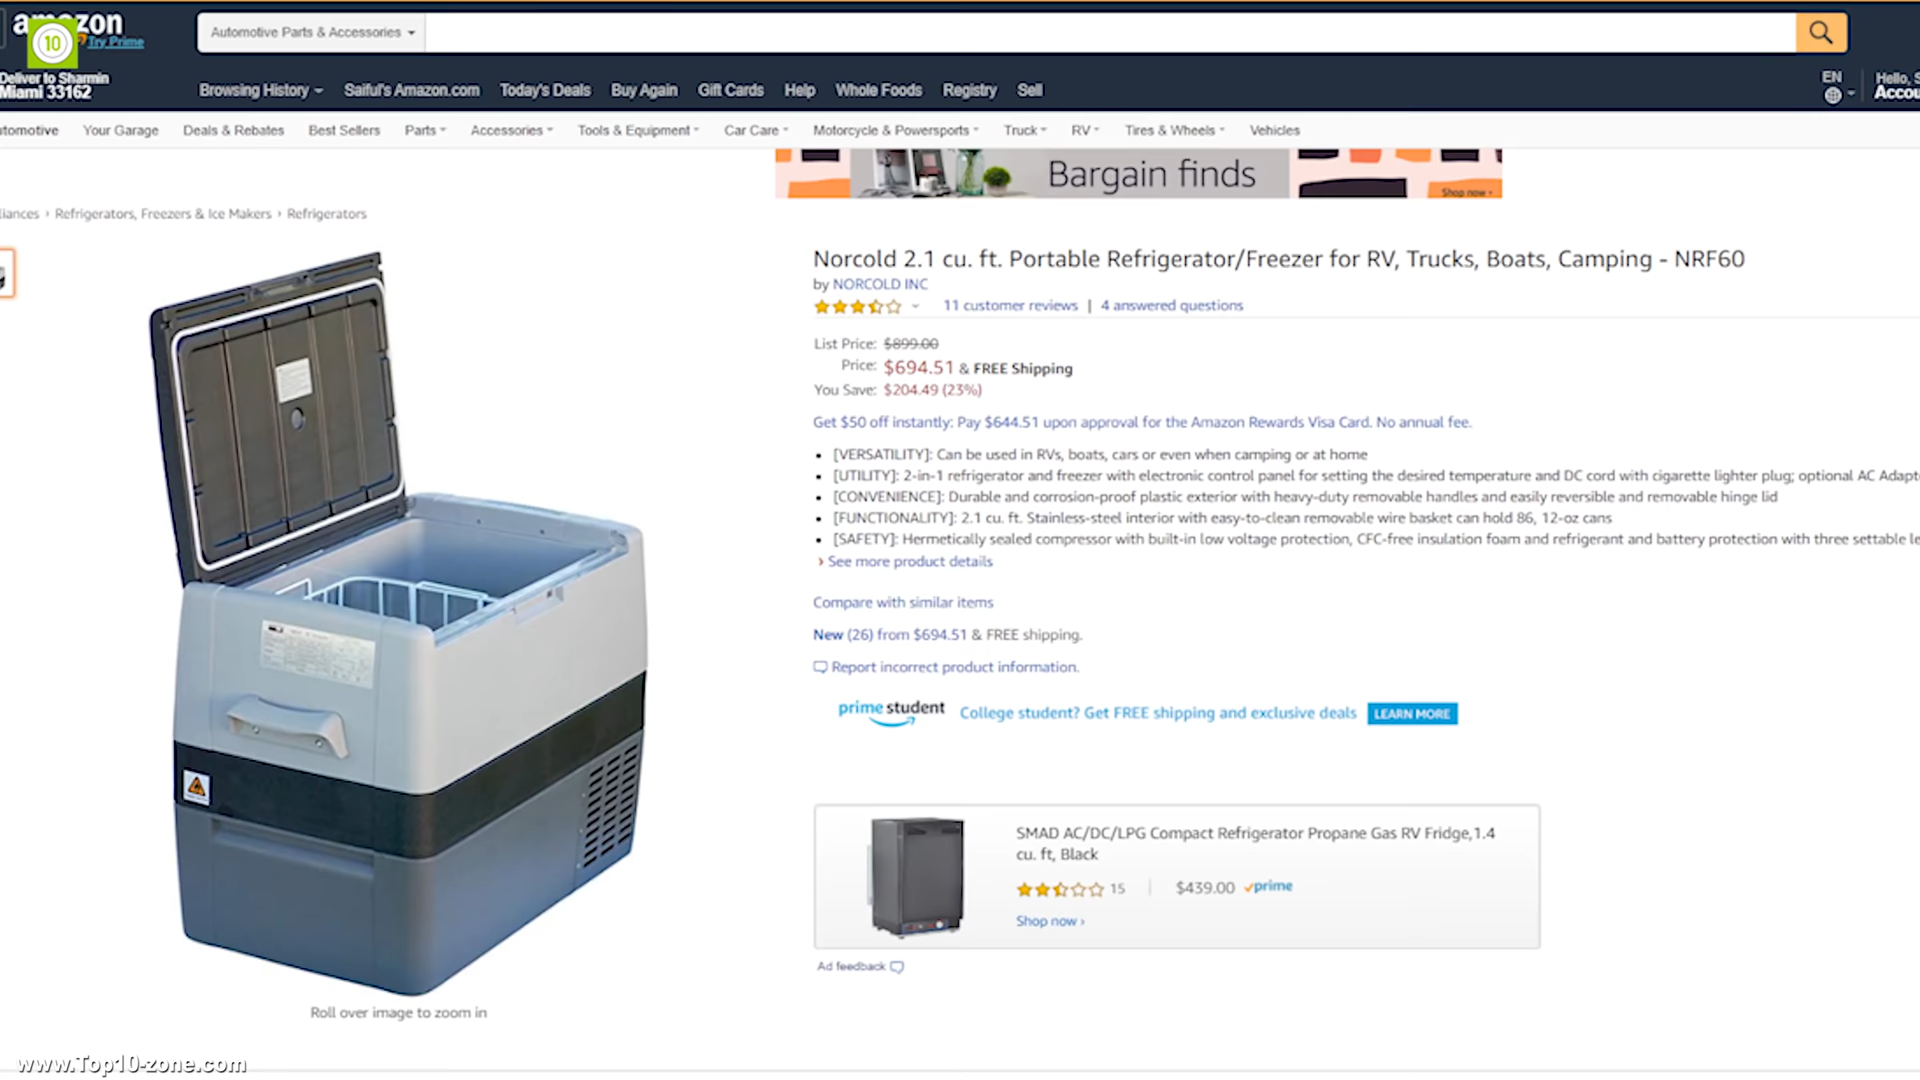 amazon
10
Try Prime
Automotive Parts & Accessories
Deliver to Sharmin
Miami 33162
Browsing History
Saiful's Amazon.com
Today's Deals
Buy Again
Gift Cards
Help
Whole Foods
Registry
Sell
EN
Hello, S
Accou
utomotive
Your Garage
Deals & Rebates
Best Sellers
Parts
Accessories
Tools & Equipment
Car Care
Motorcycle & Powersports
Truck
RV
Tires & Wheels
Vehicles
Bargain finds
Shop now
liances › Refrigerators, Freezers & Ice Makers › Refrigerators
Norcold 2.1 cu. ft. Portable Refrigerator/Freezer for RV, Trucks, Boats, Camping - NRF60
by NORCOLD INC
11 customer reviews | 4 answered questions
List Price: $899.00
Price: $694.51 & FREE Shipping
You Save: $204.49 (23%)
Get $50 off instantly: Pay $644.51 upon approval for the Amazon Rewards Visa Card. No annual fee.
• [VERSATILITY]: Can be used in RVs, boats, cars or even when camping or at home
• [UTILITY]: 2-in-1 refrigerator and freezer with electronic control panel for setting the desired temperature and DC cord with cigarette lighter plug; optional AC Adapt
• [CONVENIENCE]: Durable and corrosion-proof plastic exterior with heavy-duty removable handles and easily reversible and removable hinge lid
• [FUNCTIONALITY]: 2.1 cu. ft. Stainless-steel interior with easy-to-clean removable wire basket can hold 86, 12-oz cans
• [SAFETY]: Hermetically sealed compressor with built-in low voltage protection, CFC-free insulation foam and refrigerant and battery protection with three settable le
› See more product details
Compare with similar items
New (26) from $694.51 & FREE shipping.
Report incorrect product information.
prime student College student? Get FREE shipping and exclusive deals LEARN MORE
SMAD AC/DC/LPG Compact Refrigerator Propane Gas RV Fridge,1.4
cu. ft, Black
15 | $439.00 prime
Shop now ›
Ad feedback
Roll over image to zoom in
www.Top10-zone.com